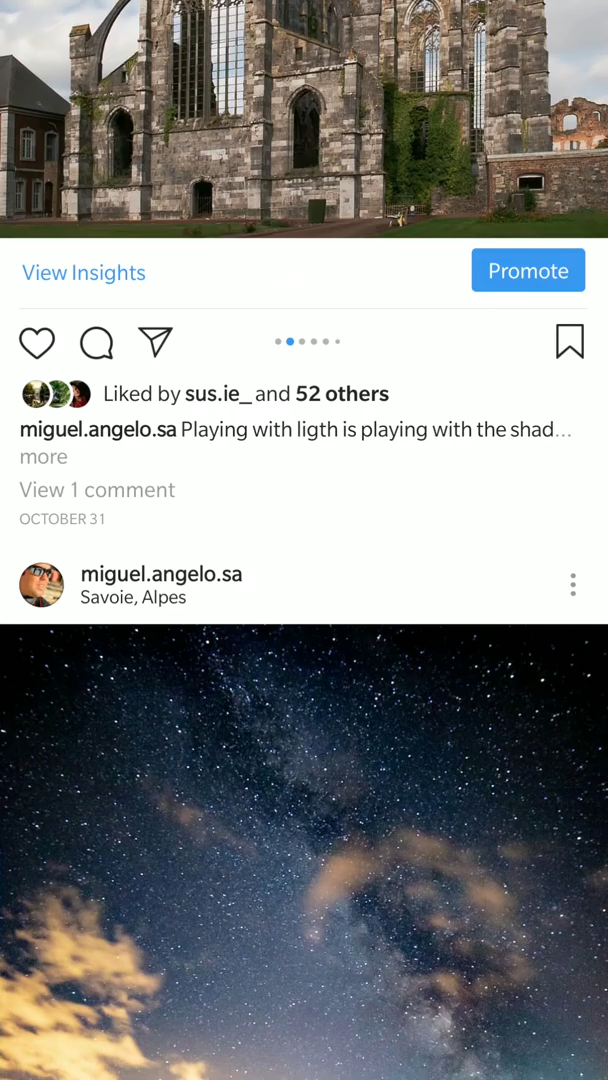 View Insights
Promote
Liked by sus.ie_ and 52 others
miguel.angelo.sa Playing with ligth is playing with the shad...
more
View 1 comment
OCTOBER 31
miguel.angelo.sa
Savoie, Alpes